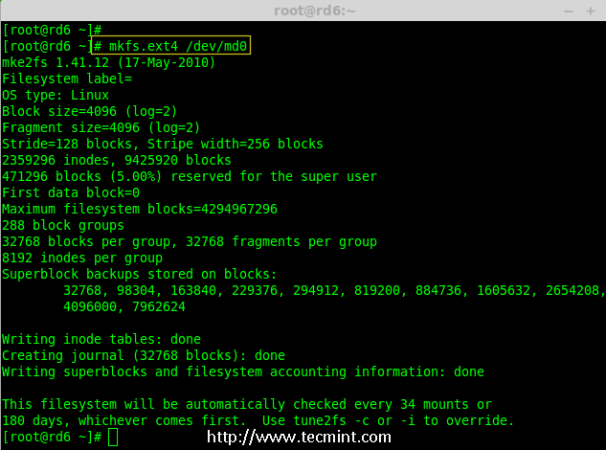 root@rd6:~
[root@rd6 ~]#
[root@rd6 ~]# mkfs.ext4 /dev/md0
mke2fs 1.41.12 (17-May-2010)
Filesystem label=
OS type: Linux
Block size=4096 (log=2)
Fragment size=4096 (log=2)
Stride=128 blocks, Stripe width=256 blocks
2359296 inodes, 9425920 blocks
471296 blocks (5.00%) reserved for the super user
First data block=0
Maximum filesystem blocks=4294967296
288 block groups
32768 blocks per group, 32768 fragments per group
8192 inodes per group
Superblock backups stored on blocks:
32768, 98304, 163840, 229376, 294912, 819200, 884736, 1605632, 2654208,
4096000, 7962624
Writing inode tables: done
Creating journal (32768 blocks): done
Writing superblocks and filesystem accounting information: done
This filesystem will be automatically checked every 34 mounts or
180 days, whichever comes first.  Use tune2fs -c or -i to override.
[root@rd6 ~]#
http://www.tecmint.com